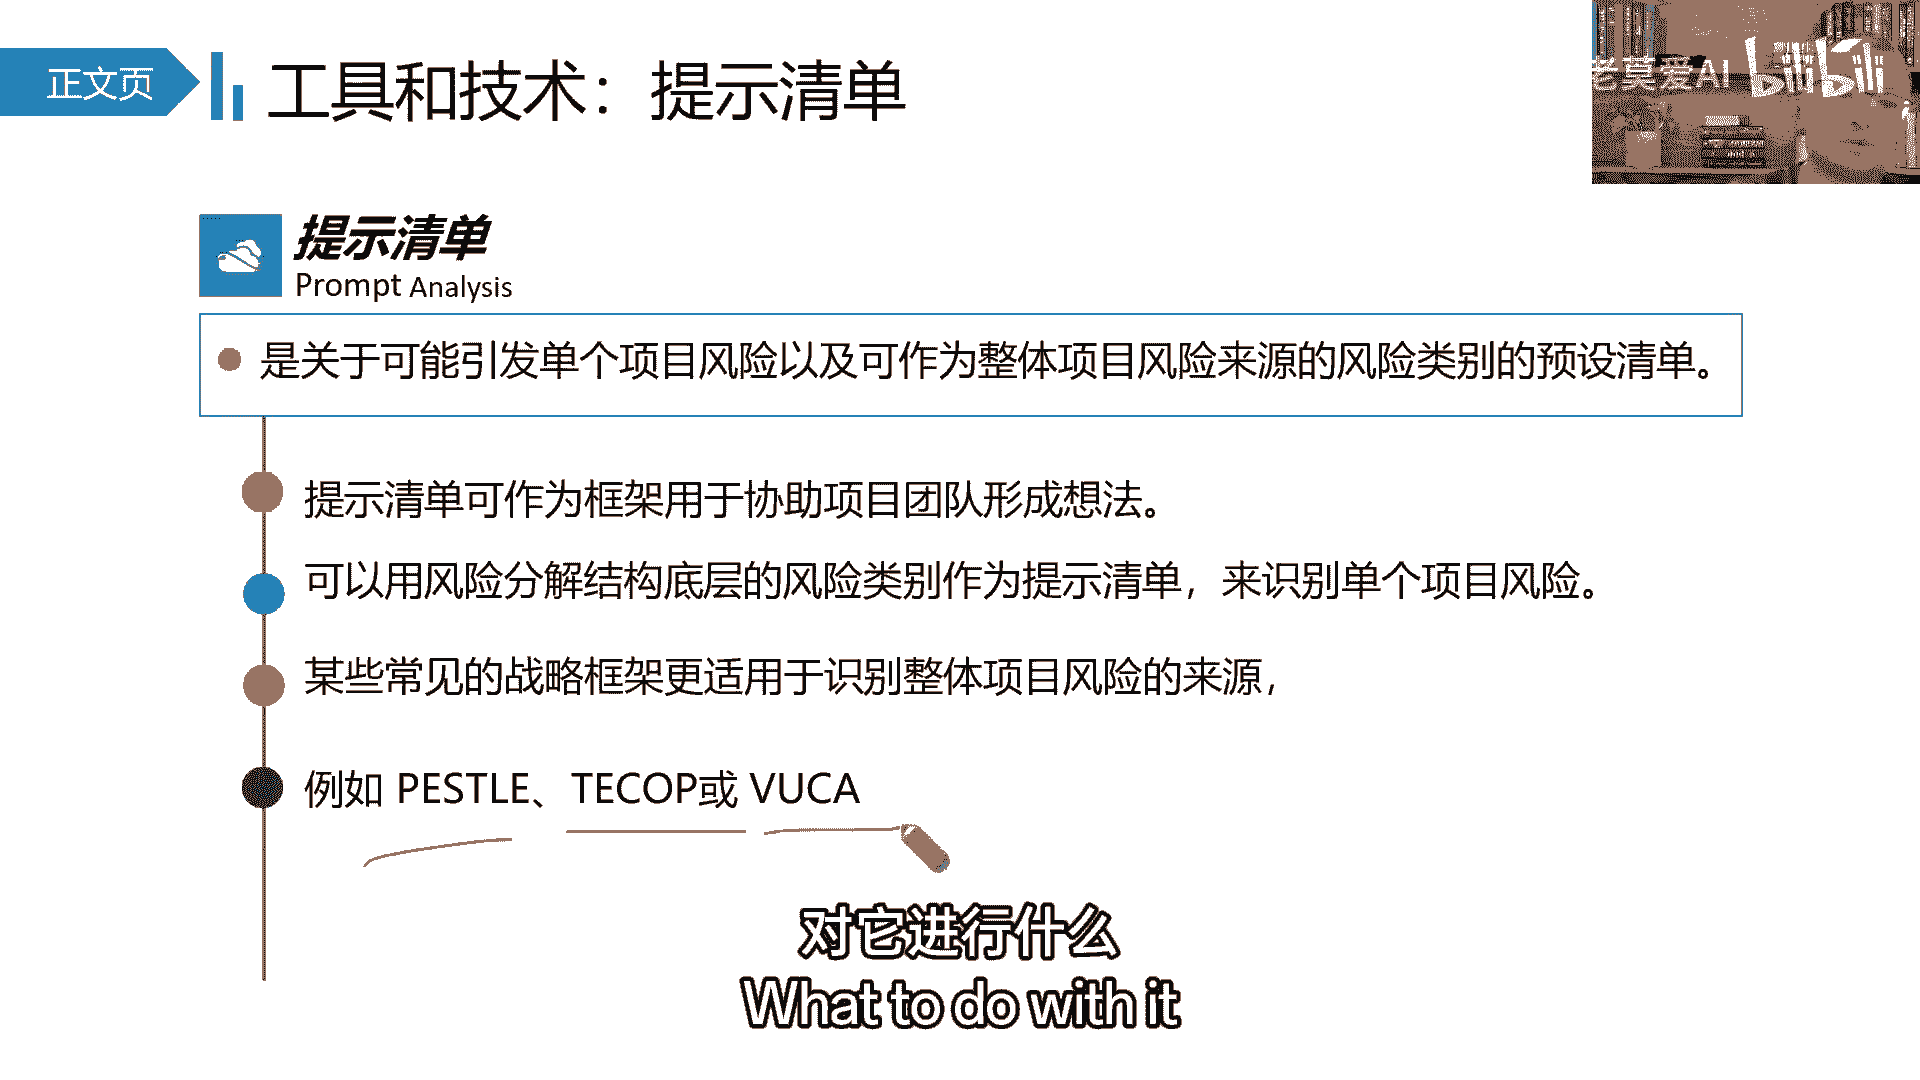 正文页
工具和技术：提示清单
老莫爱AI bilibili
提示清单
Prompt Analysis
是关于可能引发单个项目风险以及可作为整体项目风险来源的风险类别的预设清单。
提示清单可作为框架用于协助项目团队形成想法。
可以用风险分解结构底层的风险类别作为提示清单，来识别单个项目风险。
某些常见的战略框架更适用于识别整体项目风险的来源，
例如 PESTLE、TECOP或 VUCA
对它进行什么
What to do with it